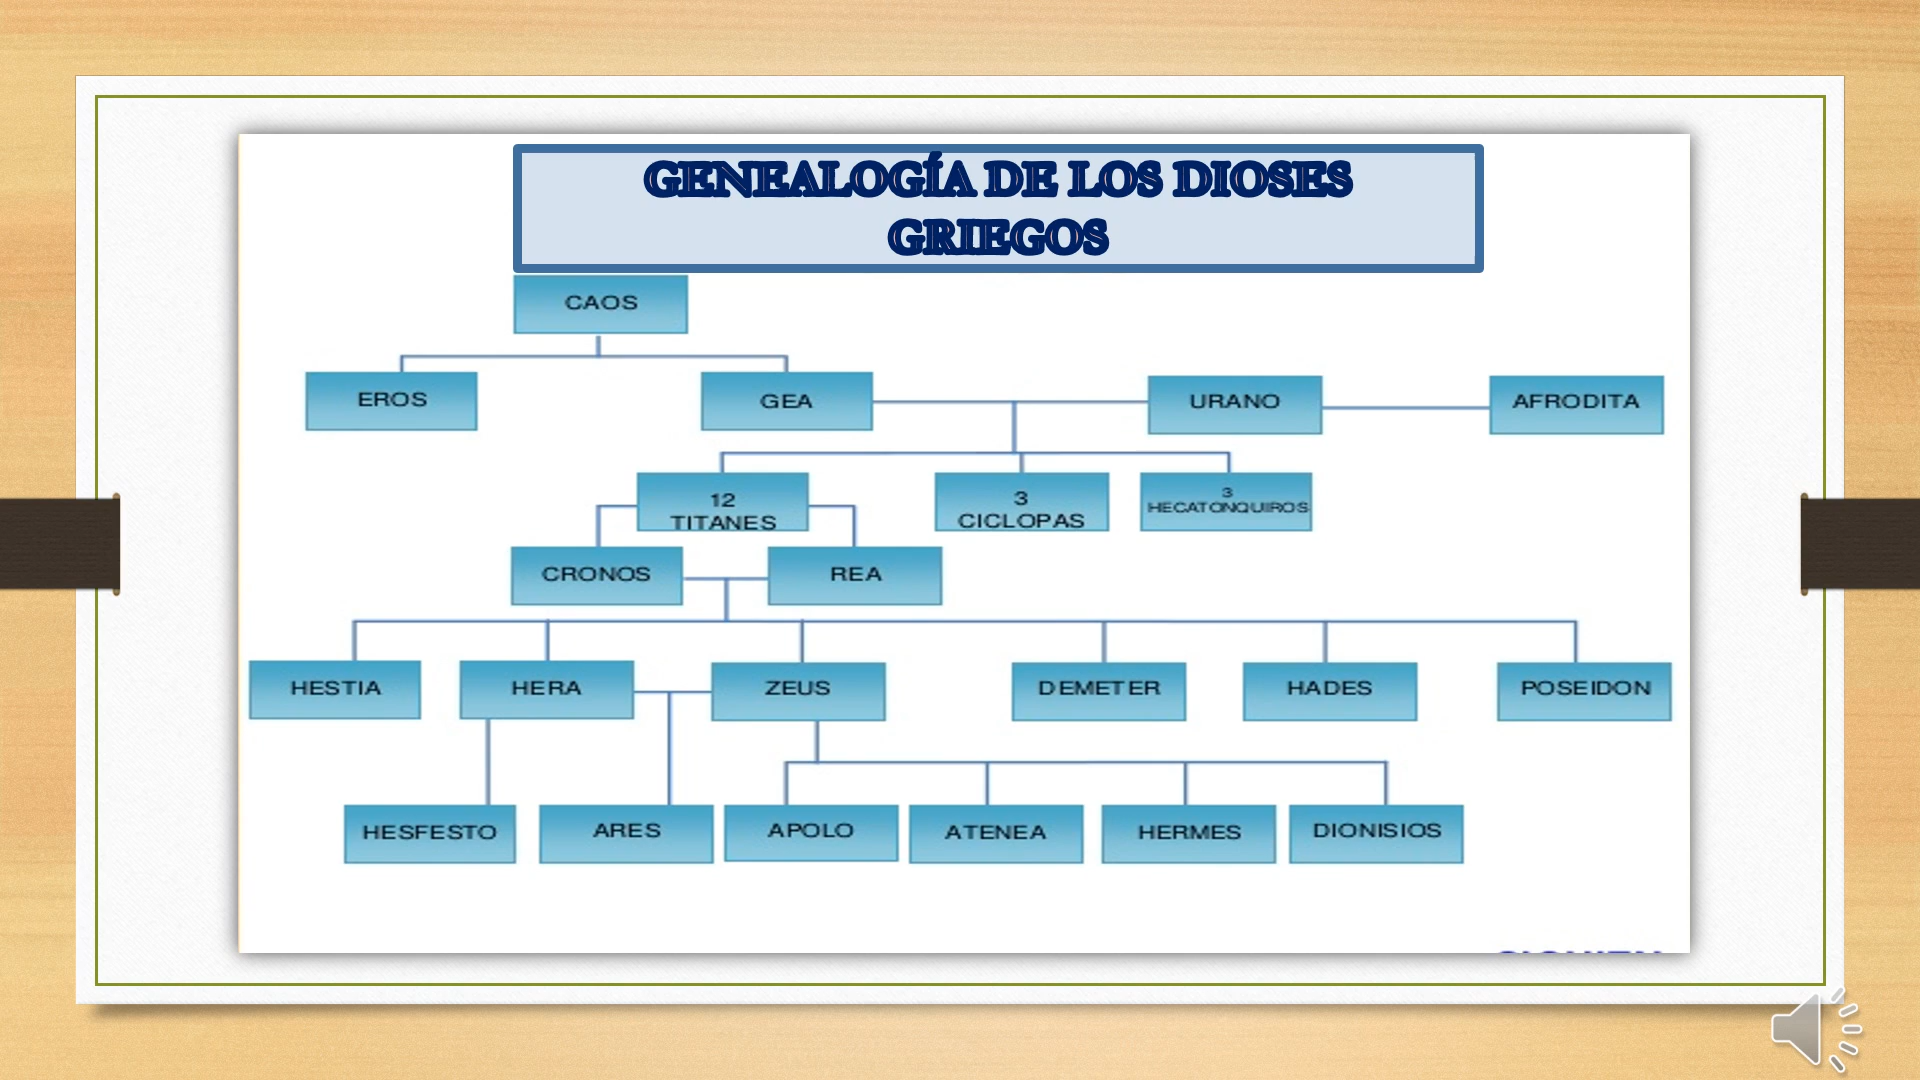 GENEALOGÍA DE LOS DIOSES
GRIEGOS
CAOS
EROS
GEA
URANO
AFRODITA
12
TITANES
3
CICLOPAS
3
HECATONQUIROS
CRONOS
REA
HESTIA
HERA
ZEUS
DEMETER
HADES
POSEIDON
HESFESTO
ARES
APOLO
ATENEA
HERMES
DIONISIOS